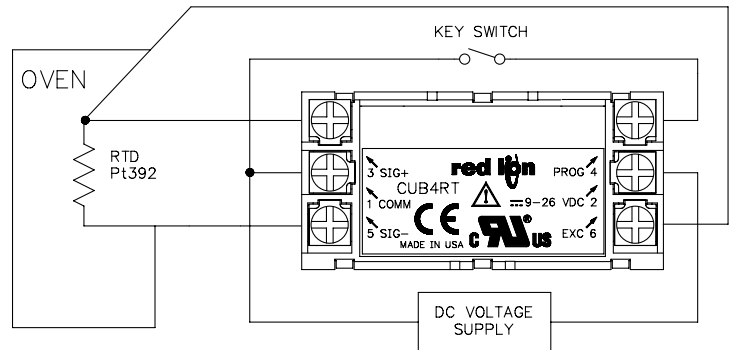 KEY SWITCH
OVEN
RTD
Pt392
red lion
3 SIG+
PROG 4
CUB4RT
1 COMM
9-26 VDC 2
CE
5 SIG-
C RU® US
EXC 6
MADE IN USA
DC VOLTAGE
SUPPLY